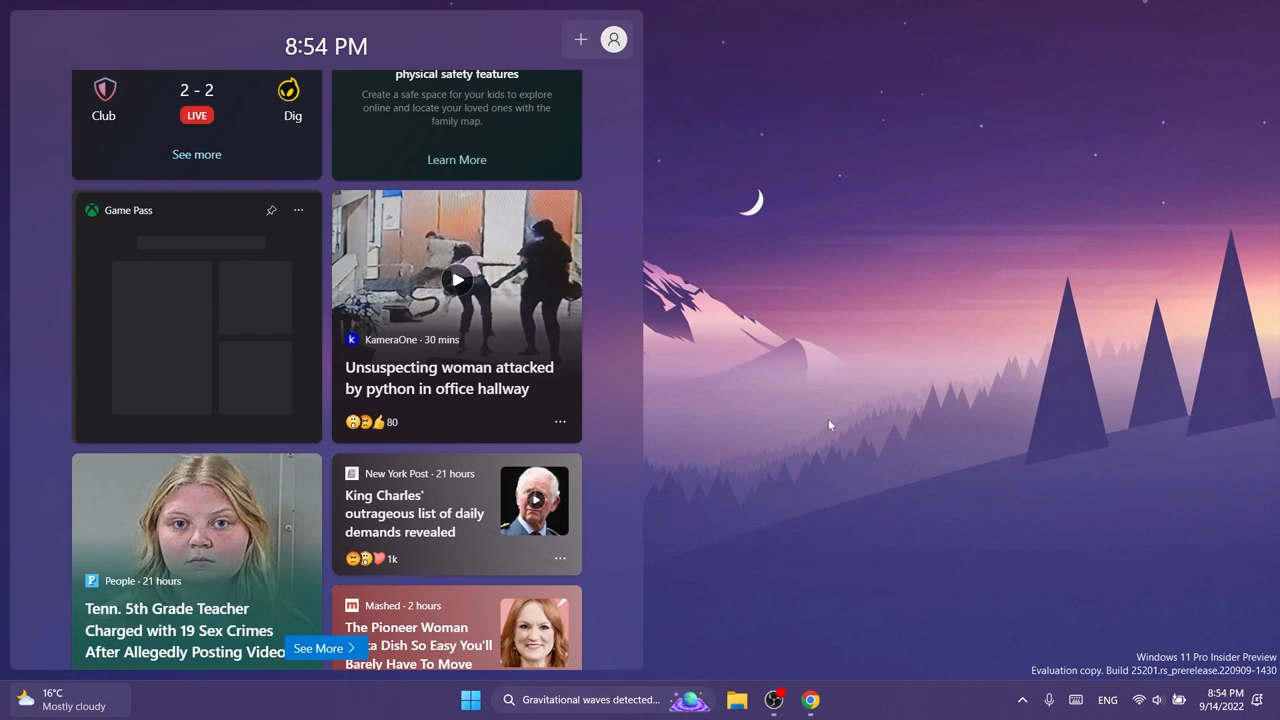 8:54 PM
2 - 2
Club
LIVE
Dig
See more
physical safety features
Create a safe space for your kids to explore
online and locate your loved ones with the
family map.
Learn More
Game Pass
KameraOne · 30 mins
Unsuspecting woman attacked
by python in office hallway
80
People · 21 hours
Tenn. 5th Grade Teacher
Charged with 19 Sex Crimes
After Allegedly Posting Video
New York Post · 21 hours
King Charles'
outrageous list of daily
demands revealed
1k
Mashed · 2 hours
The Pioneer Woman
Dish So Easy You'll
Barely Have To Move
See More
Windows 11 Pro Insider Preview
Evaluation copy. Build 25201.rs_prerelease.220909-1430
16°C
Mostly cloudy
Gravitational waves detected...
ENG
8:54 PM
9/14/2022